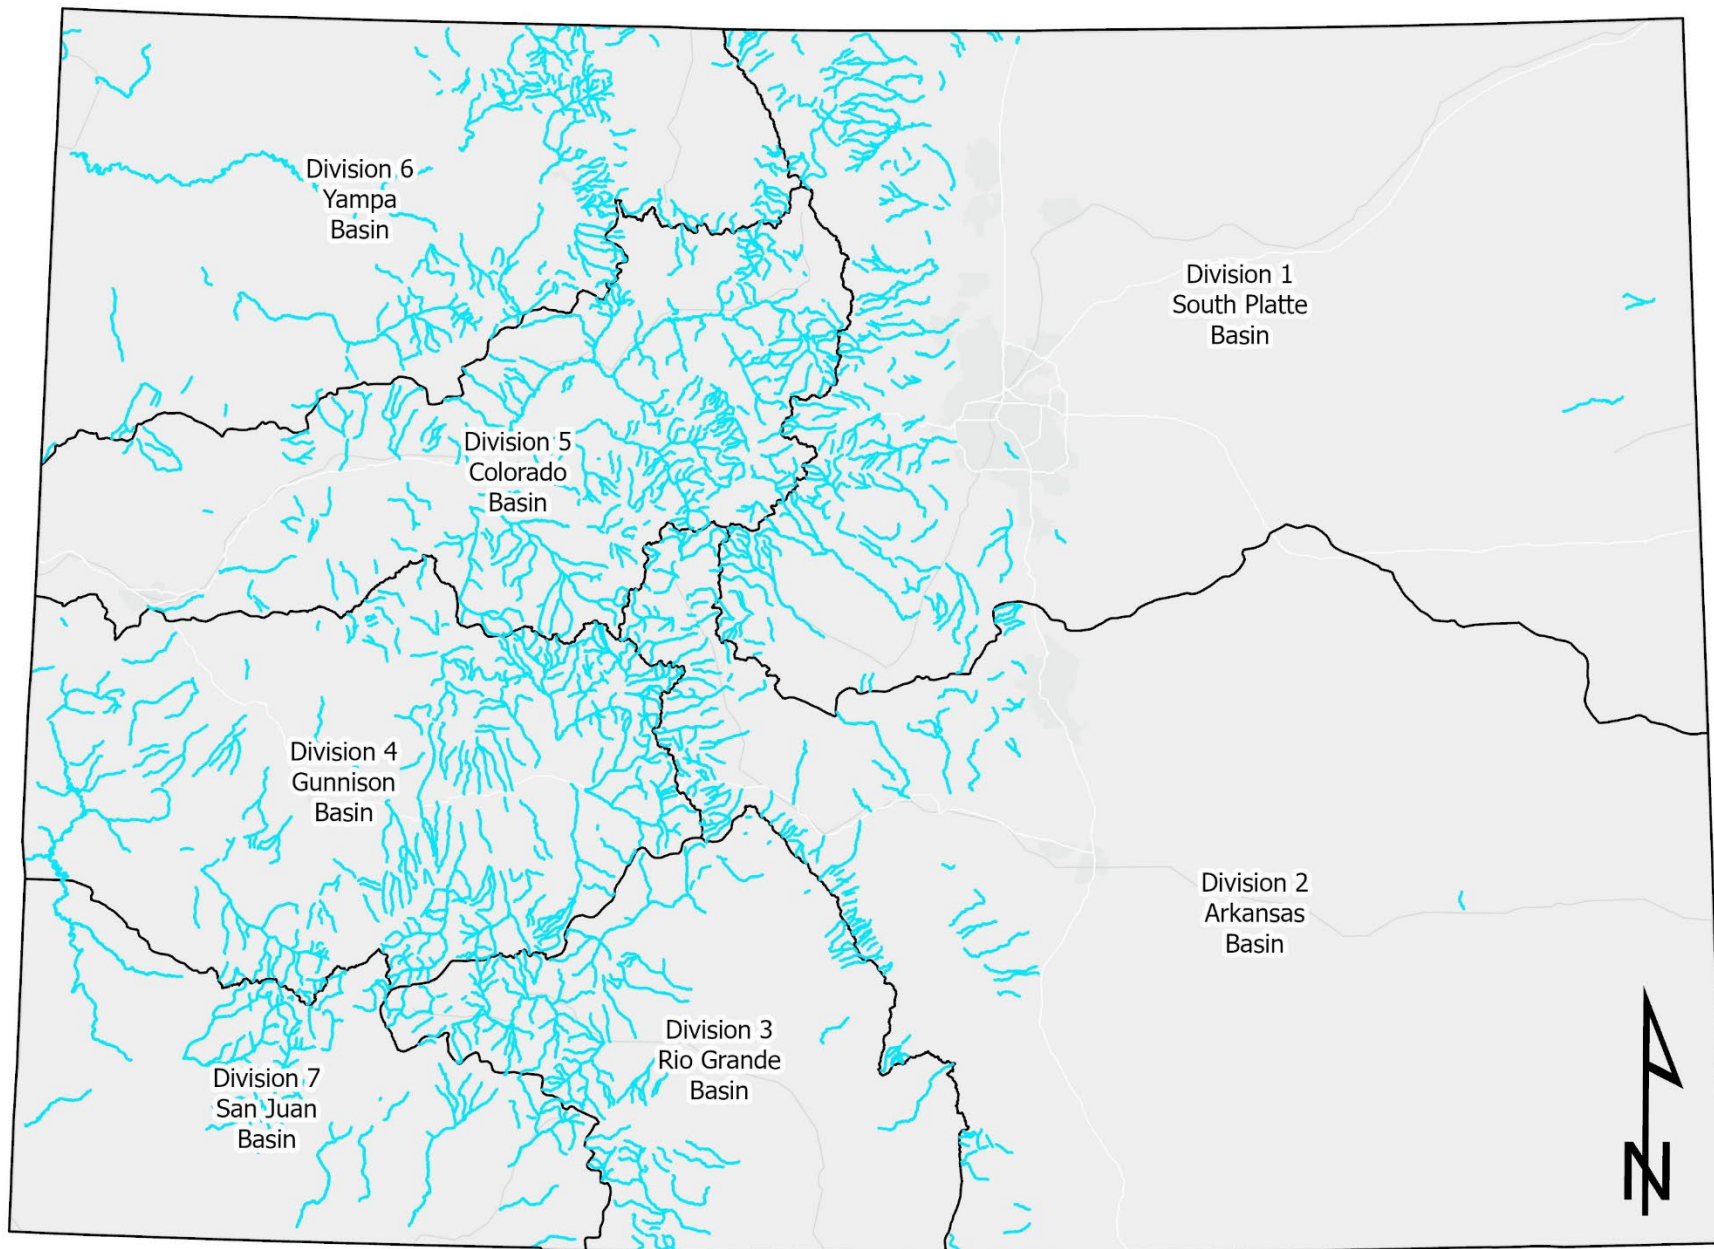 Division 6
Yampa
Basin
Division 1
South Platte
Basin
Division 5
Colorado
Basin
Division 4
Gunnison
Basin
Division 2
Arkansas
Basin
Division 3
Rio Grande
Basin
Division 7
San Juan
Basin
N